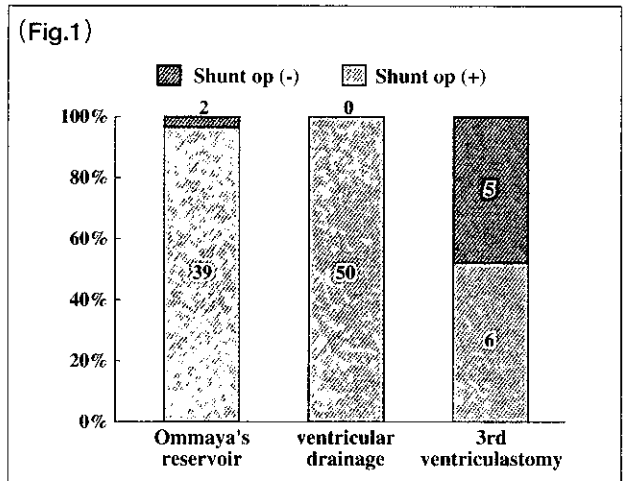 (Fig.1)
Shunt op (-) Shunt op (+)
2 0
100%
80%
60%
40%
20%
0%
5
39 50
6
Ommaya's ventricular 3rd
reservoir drainage ventriculastomy